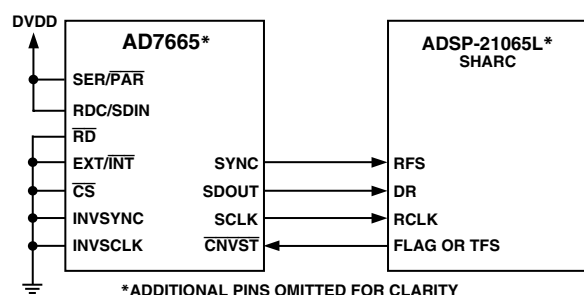 DVDD
AD7665*
SER/PAR
RDC/SDIN
RD
EXT/INT
CS
INVSYNC
INVSCLK
SYNC
SDOUT
SCLK
CNVST
ADSP-21065L*
SHARC
RFS
DR
RCLK
FLAG OR TFS
*ADDITIONAL PINS OMITTED FOR CLARITY